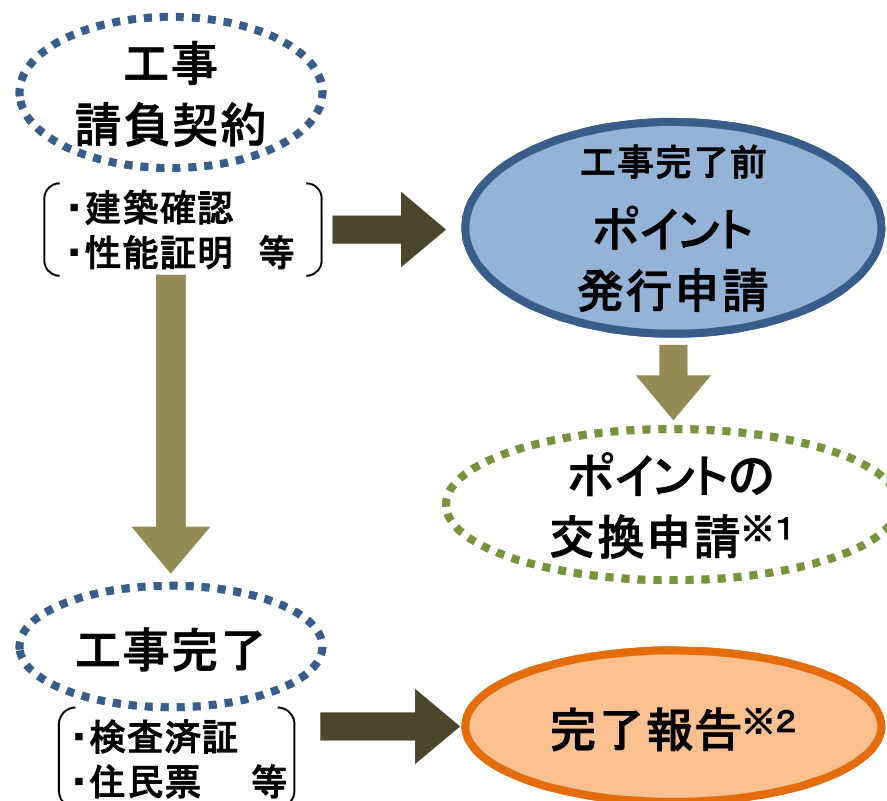 工事
請負契約
・建築確認
・性能証明　等
工事完了前
ポイント
発行申請
ポイントの
交換申請※1
工事完了
・検査済証
・住民票　等
完了報告※2